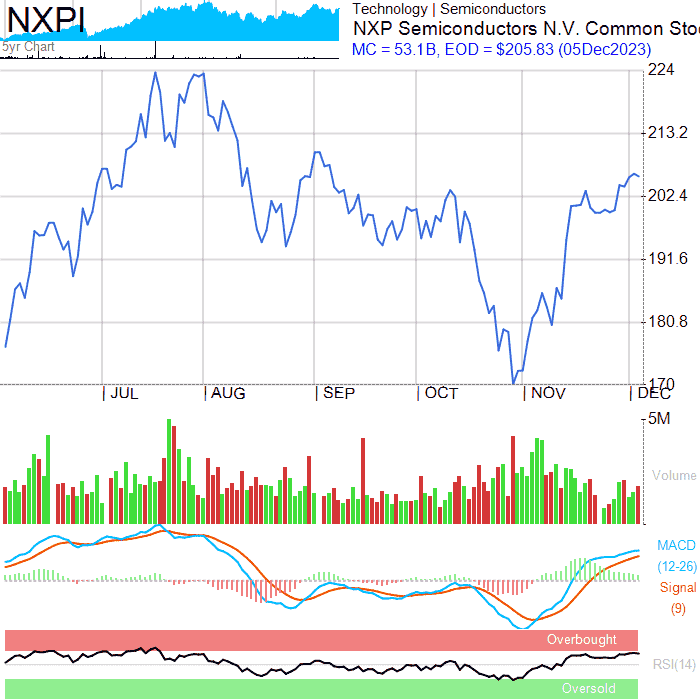 NXPI
5yr Chart
Technology | Semiconductors
NXP Semiconductors N.V. Common Sto
MC = 53.1B, EOD = $205.83 (05Dec2023)
224
213.2
202.4
191.6
180.8
170
| JUL | AUG | SEP | OCT | NOV | DEC
5M
Volume
MACD
(12-26)
Signal
(9)
Overbought
RSI(14)
Oversold